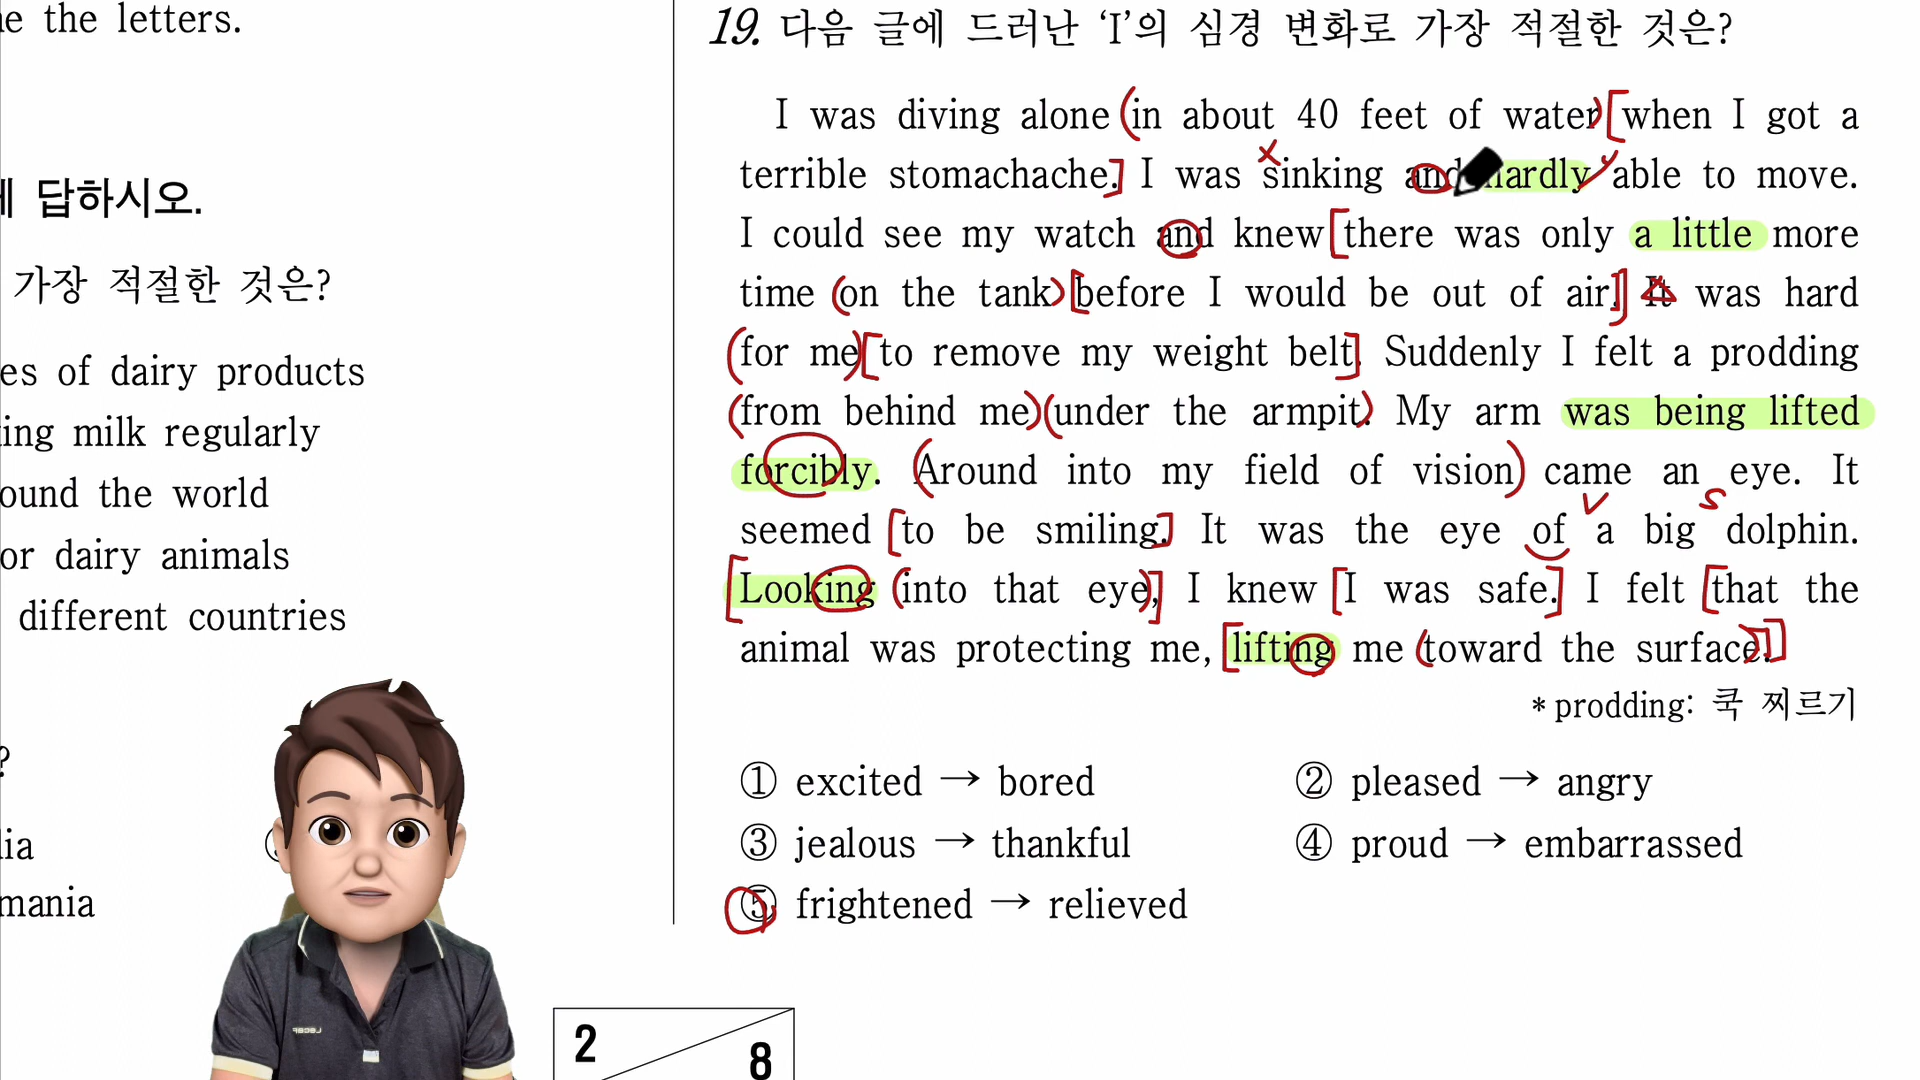 e the letters.
답하시오.
가장 적절한 것은?
es of dairy products
ing milk regularly
ound the world
or dairy animals
different countries
?
lia
mania
19. 다음 글에 드러난 ‘I’의 심경 변화로 가장 적절한 것은?
I was diving alone (in about 40 feet of water) [when I got a
terrible stomachache.] I was sinking and hardly able to move.
I could see my watch and knew [there was only a little more
time (on the tank) [before I would be out of air.]] It was hard
(for me) [to remove my weight belt]. Suddenly I felt a prodding
(from behind me) (under the armpit). My arm was being lifted
forcibly. (Around into my field of vision) came an eye. It
seemed [to be smiling.] It was the eye of a big dolphin.
[Looking (into that eye),] I knew [I was safe.] I felt [that the
animal was protecting me, [lifting me (toward the surface).]]
* prodding: 쿡 찌르기
① excited → bored ② pleased → angry
③ jealous → thankful ④ proud → embarrassed
⑤ frightened → relieved
2
8